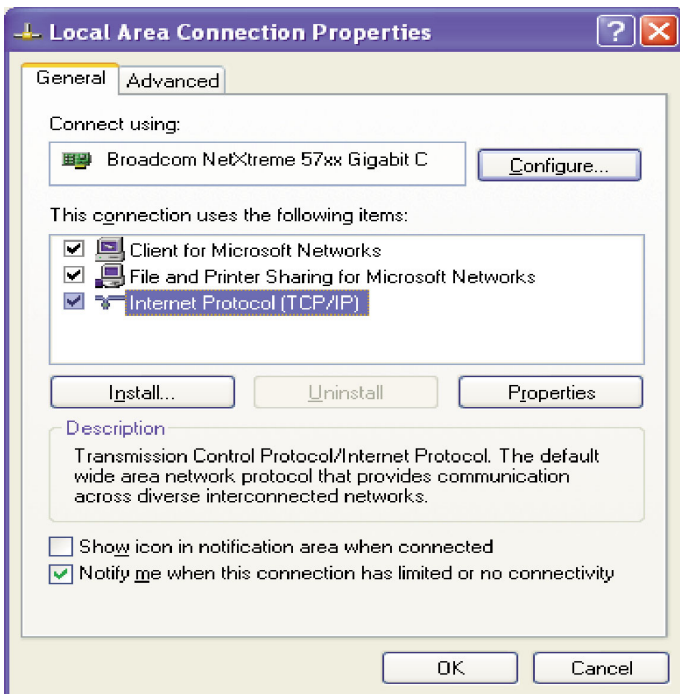 Local Area Connection Properties
General
Advanced
Connect using:
Broadcom NetXtreme 57xx Gigabit C
Configure...
This connection uses the following items:
Client for Microsoft Networks
File and Printer Sharing for Microsoft Networks
Internet Protocol (TCP/IP)
Install...
Uninstall
Properties
Description
Transmission Control Protocol/Internet Protocol. The default
wide area network protocol that provides communication
across diverse interconnected networks.
Show icon in notification area when connected
Notify me when this connection has limited or no connectivity
OK
Cancel